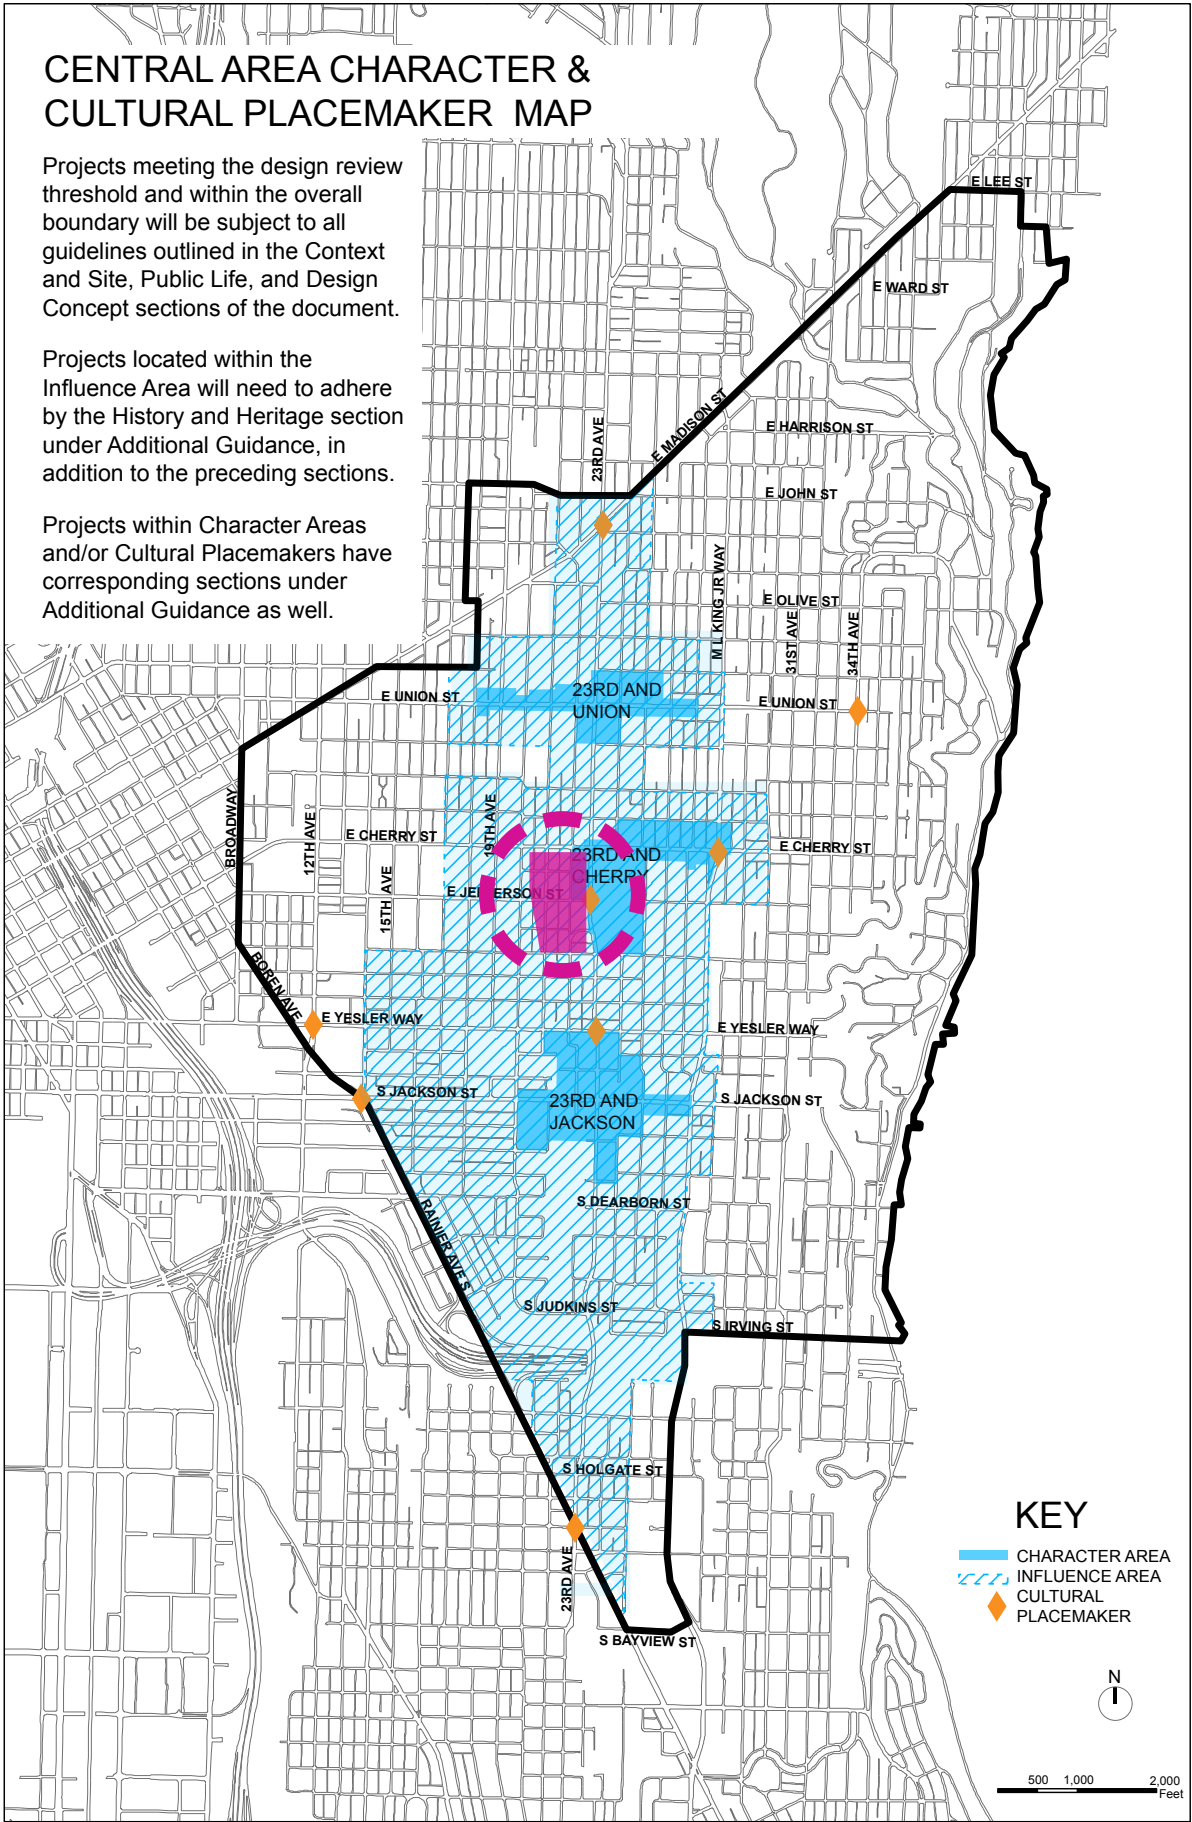 CENTRAL AREA CHARACTER &
CULTURAL PLACEMAKER MAP
Projects meeting the design review
threshold and within the overall
boundary will be subject to all
guidelines outlined in the Context
and Site, Public Life, and Design
Concept sections of the document.
Projects located within the
Influence Area will need to adhere
by the History and Heritage section
under Additional Guidance, in
addition to the preceding sections.
Projects within Character Areas
and/or Cultural Placemakers have
corresponding sections under
Additional Guidance as well.
E LEE ST
E WARD ST
E MADISON ST
23RD AVE
E HARRISON ST
E JOHN ST
M L KING JR WAY
E OLIVE ST
31ST AVE
34TH AVE
E UNION ST
23RD AND
UNION
E UNION ST
BROADWAY
12TH AVE
E CHERRY ST
15TH AVE
19TH AVE
23RD AND
CHERRY
E CHERRY ST
E JEFFERSON ST
BOREN AVE
E YESLER WAY
E YESLER WAY
S JACKSON ST
23RD AND
JACKSON
S JACKSON ST
S DEARBORN ST
RAINIER AVE S
S JUDKINS ST
S IRVING ST
S HOLGATE ST
23RD AVE
S BAYVIEW ST
KEY
CHARACTER AREA
INFLUENCE AREA
CULTURAL
PLACEMAKER
N
500 1,000 2,000
Feet